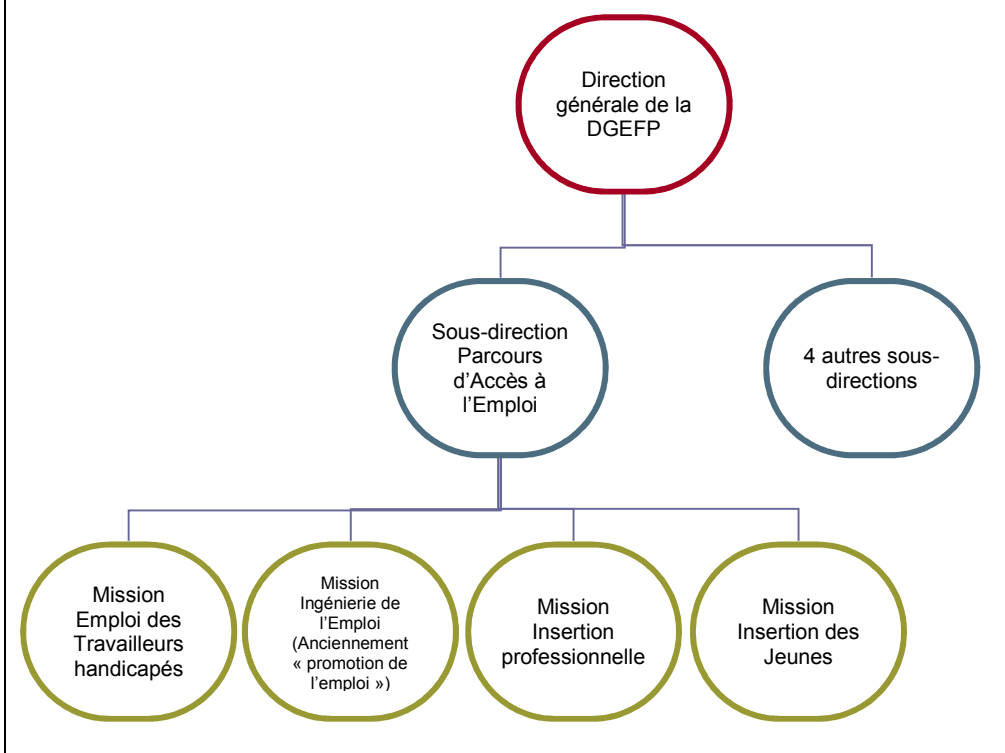 Direction
générale de la
DGEFP
Sous-direction
Parcours
d'Accès à
l'Emploi
4 autres sous-
directions
Mission
Emploi des
Travailleurs
handicapés
Mission
Ingénierie de
l'Emploi
(Anciennement
« promotion de
l'emploi »)
Mission
Insertion
professionnelle
Mission
Insertion des
Jeunes